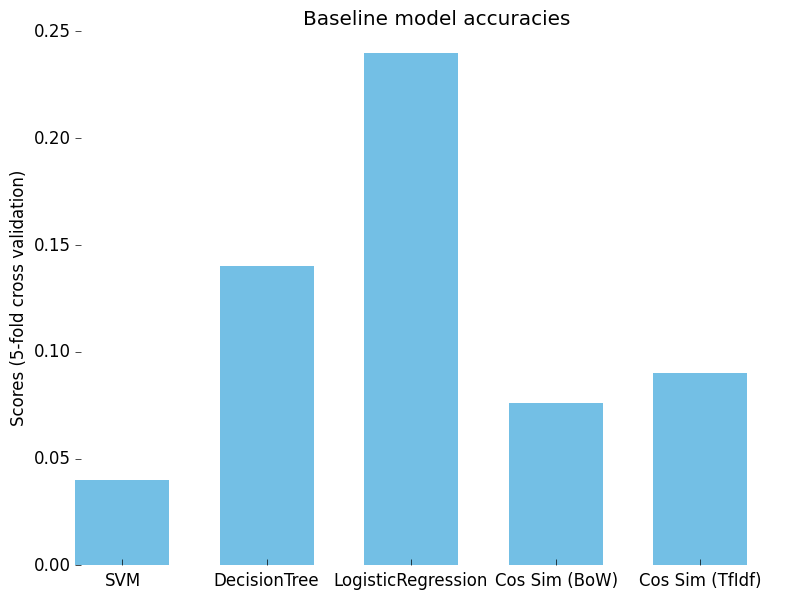 Baseline model accuracies
Scores (5-fold cross validation)
0.25
0.20
0.15
0.10
0.05
0.00
SVM DecisionTree LogisticRegression Cos Sim (BoW) Cos Sim (TfIdf)